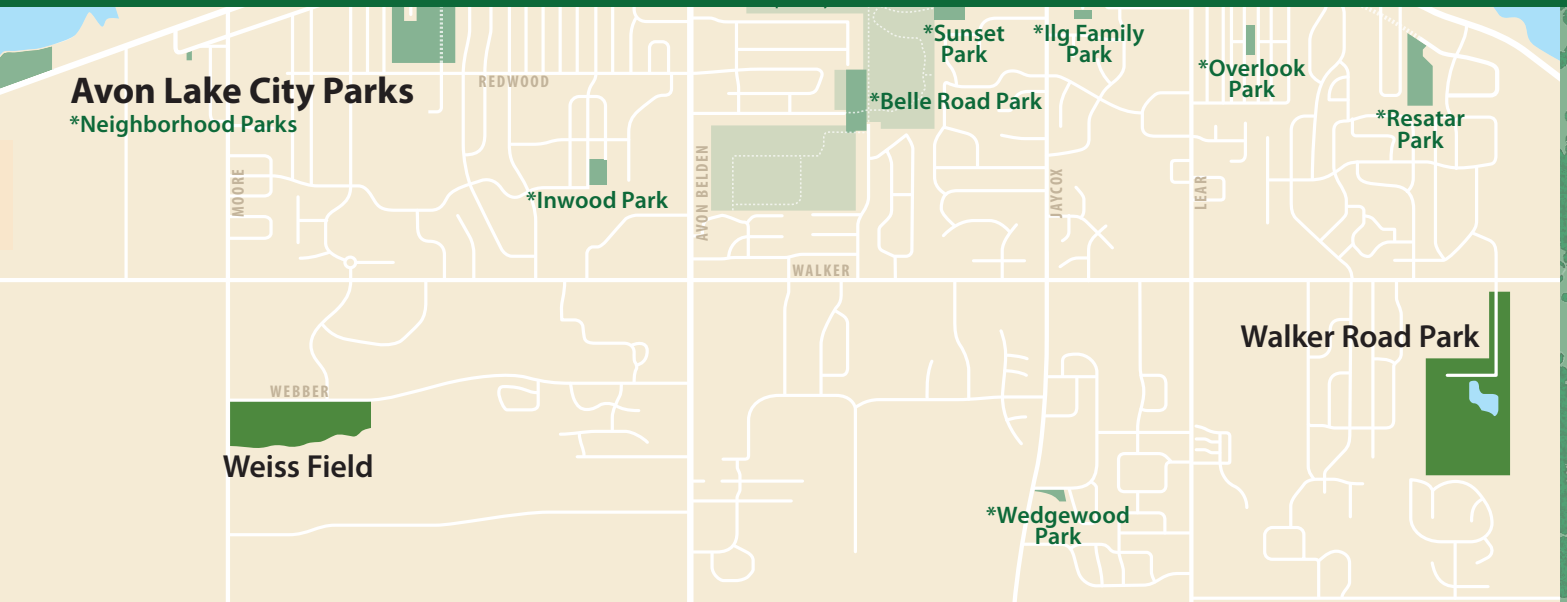 *Sunset
Park
*Ilg Family
Park
*Overlook
Park
Avon Lake City Parks
*Neighborhood Parks
REDWOOD
*Belle Road Park
*Resatar
Park
MOORE
*Inwood Park
AVON BELDEN
JAYCOX
LEAR
WALKER
Walker Road Park
WEBBER
Weiss Field
*Wedgewood
Park